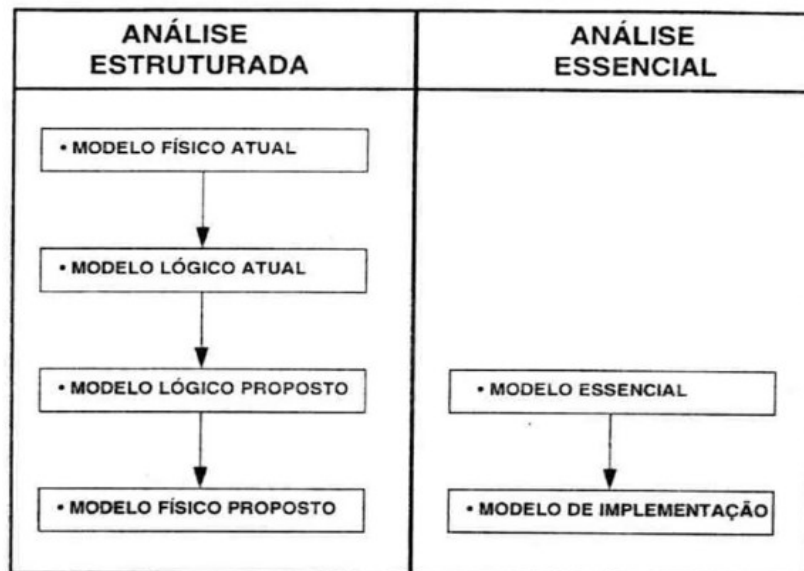 ANÁLISE
ESTRUTURADA
ANÁLISE
ESSENCIAL
• MODELO FÍSICO ATUAL
• MODELO LÓGICO ATUAL
• MODELO LÓGICO PROPOSTO
• MODELO FÍSICO PROPOSTO
• MODELO ESSENCIAL
• MODELO DE IMPLEMENTAÇÃO